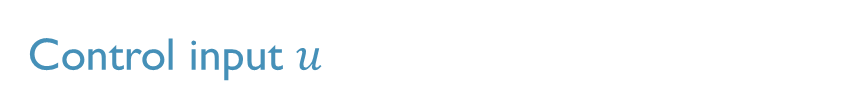 Control input 𝑢